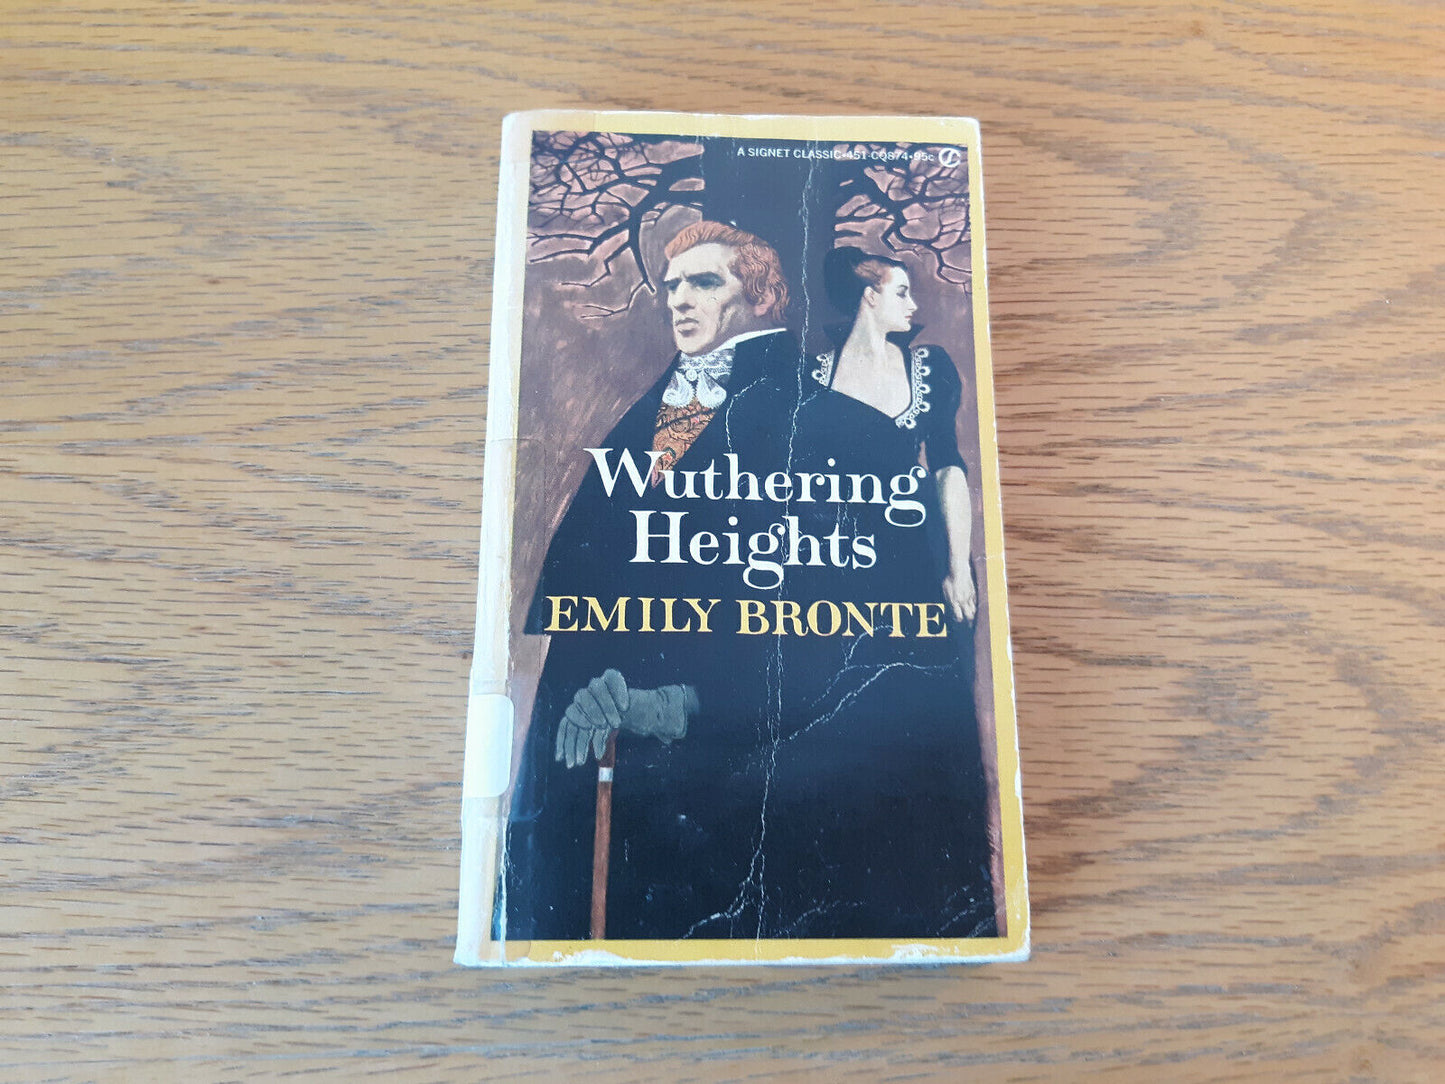 A SIGNET CLASSIC•451-CQ874•95c
Wuthering
Heights
EMILY BRONTE